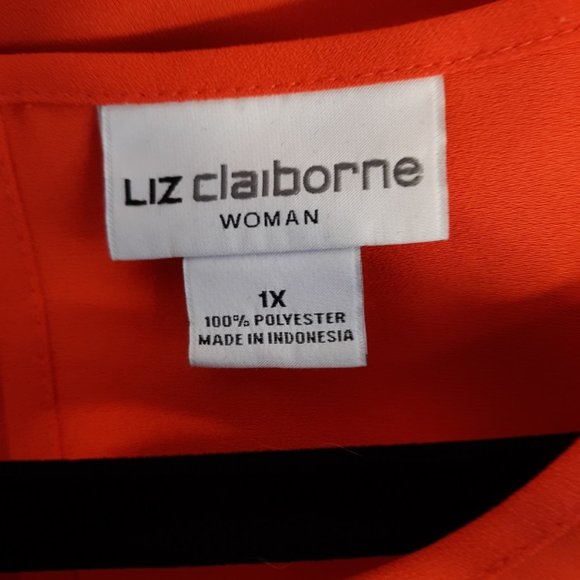 LIZ claiborne
WOMAN
1X
100% POLYESTER
MADE IN INDONESIA